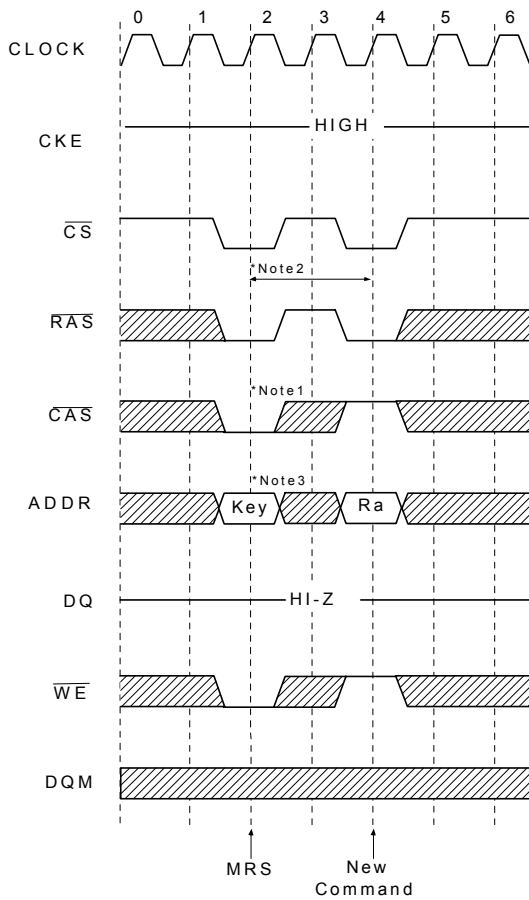 0 1 2 3 4 5 6
CLOCK
HIGH
CKE
CS
*Note2
RAS
*Note1
CAS
*Note3
ADDR Key Ra
DQ HI-Z
WE
DQM
MRS New
Command